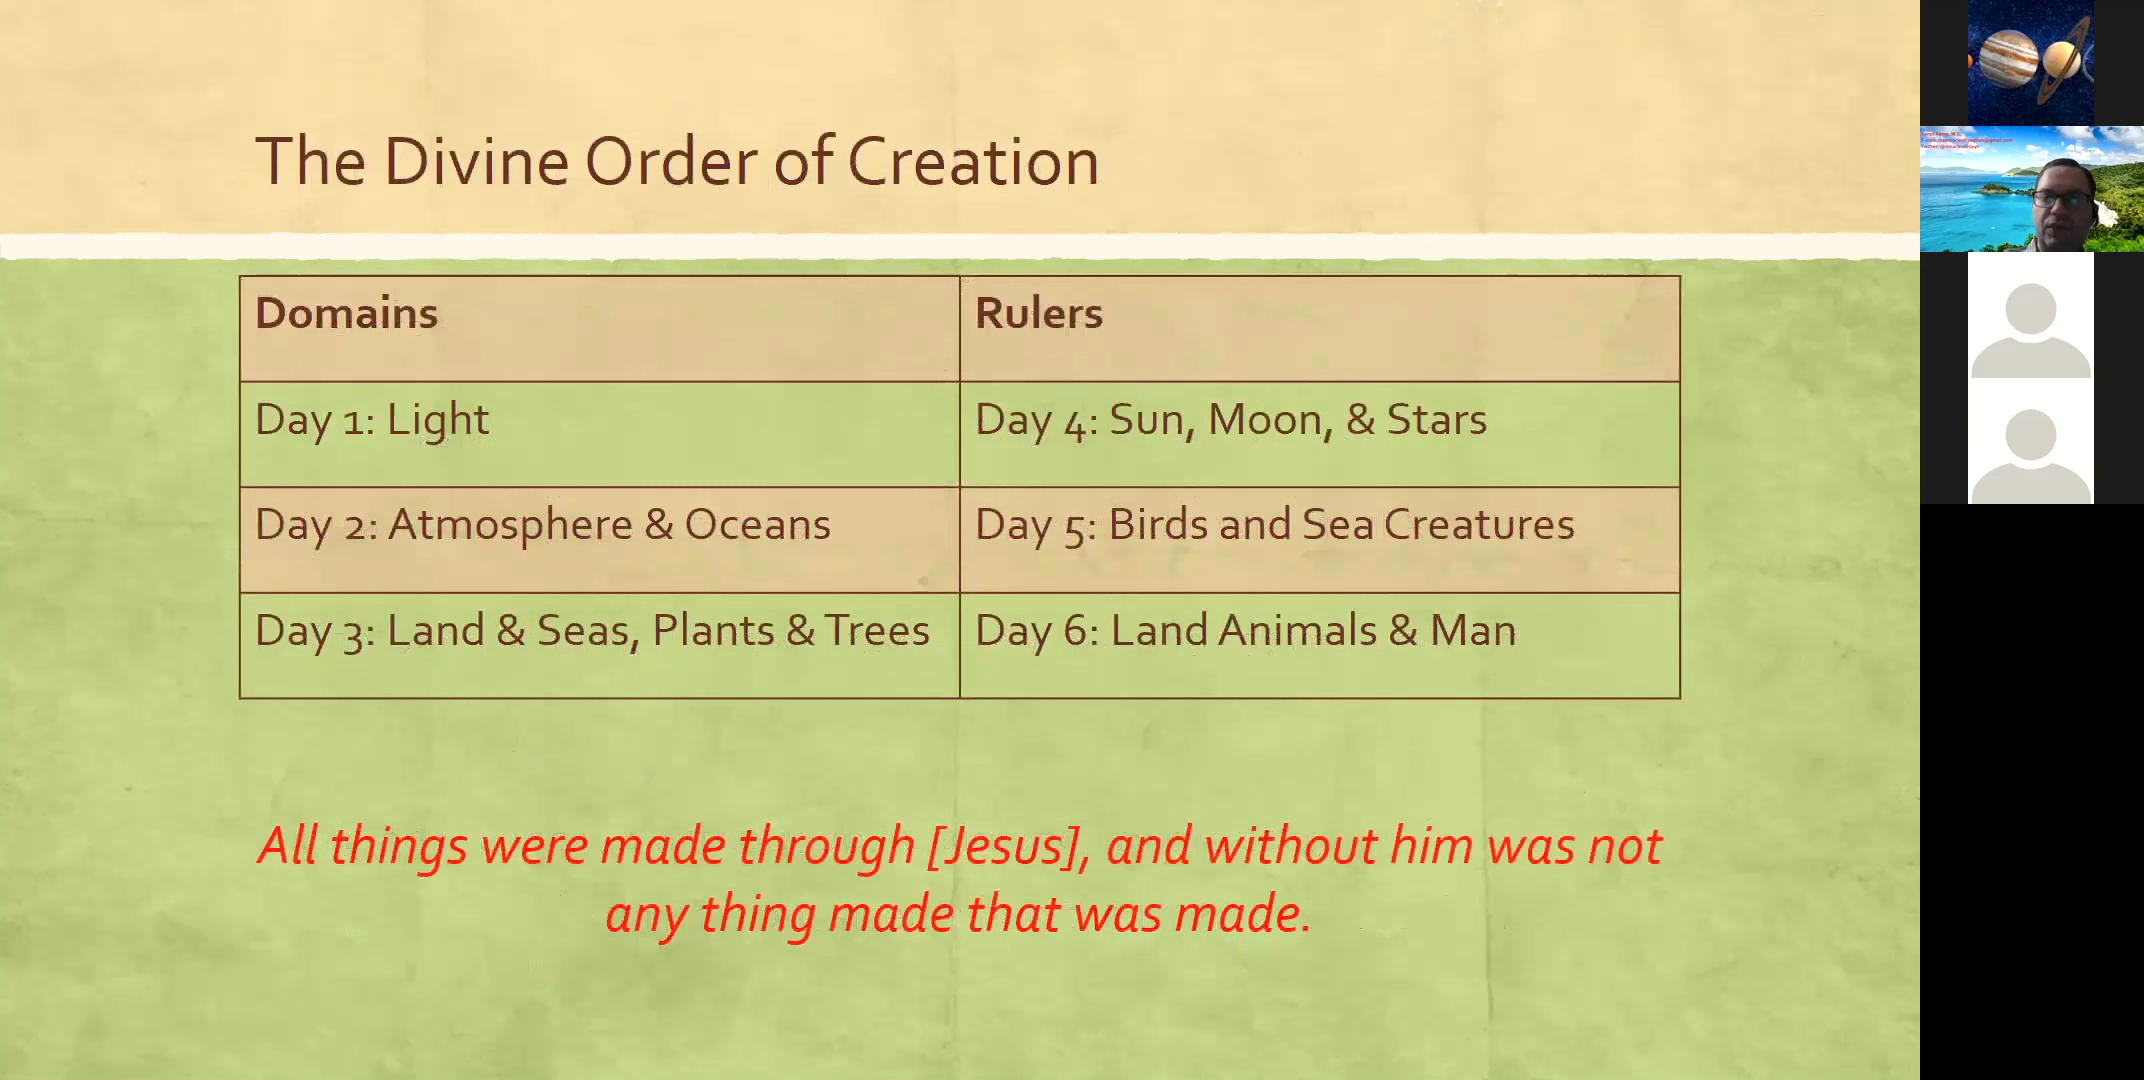 The Divine Order of Creation
Domains
Rulers
Day 1: Light
Day 4: Sun, Moon, & Stars
Day 2: Atmosphere & Oceans
Day 5: Birds and Sea Creatures
Day 3: Land & Seas, Plants & Trees
Day 6: Land Animals & Man
All things were made through [Jesus], and without him was not
any thing made that was made.